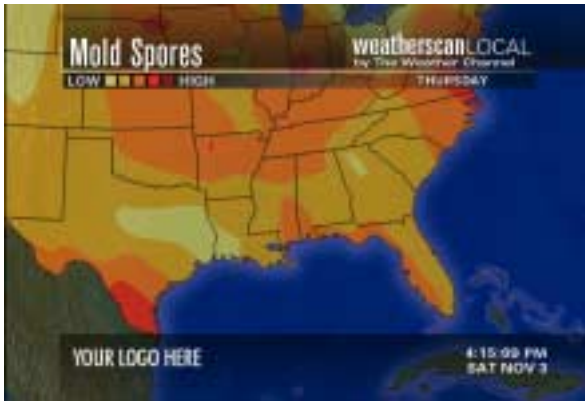 Mold Spores
weatherscanLOCAL
by The Weather Channel
LOW HIGH
THURSDAY
YOUR LOGO HERE
4:15:09 PM
SAT NOV 3